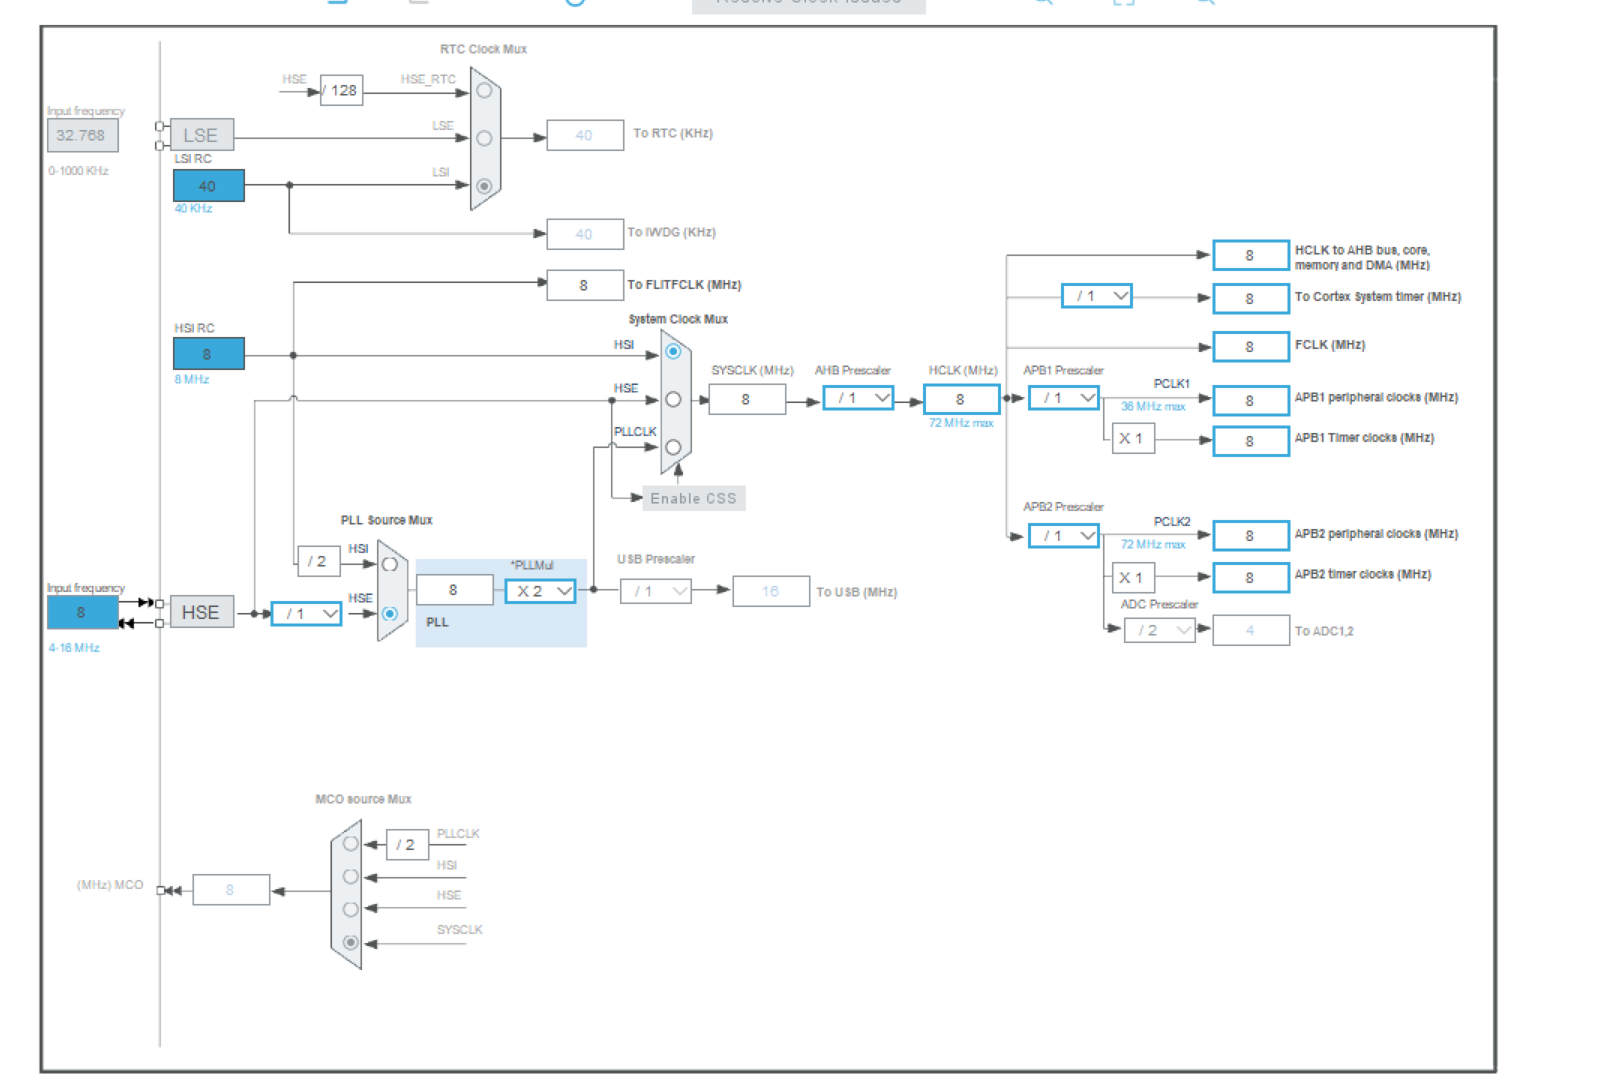 Resolve Clock Issues
RTC Clock Mux
HSE
/ 128
HSE_RTC
Input frequency
32.768
0-1000 KHz
LSE
LSE
40
To RTC (KHz)
LSI RC
40
40 KHz
LSI
40
To IWDG (KHz)
8
To FLITFCLK (MHz)
HSI RC
8
8 MHz
System Clock Mux
HSI
HSE
PLLCLK
Enable CSS
SYSCLK (MHz)
8
AHB Prescaler
/ 1
HCLK (MHz)
8
72 MHz max
8
HCLK to AHB bus, core,
memory and DMA (MHz)
/ 1
8
To Cortex System timer (MHz)
8
FCLK (MHz)
APB1 Prescaler
/ 1
PCLK1
36 MHz max
8
APB1 peripheral clocks (MHz)
X 1
8
APB1 Timer clocks (MHz)
APB2 Prescaler
/ 1
PCLK2
72 MHz max
8
APB2 peripheral clocks (MHz)
X 1
8
APB2 timer clocks (MHz)
ADC Prescaler
/ 2
4
To ADC1,2
PLL Source Mux
/ 2
HSI
Input frequency
8
4-16 MHz
HSE
/ 1
HSE
8
*PLLMul
X 2
PLL
USB Prescaler
/ 1
16
To USB (MHz)
MCO source Mux
/ 2
PLLCLK
HSI
HSE
SYSCLK
(MHz) MCO
8